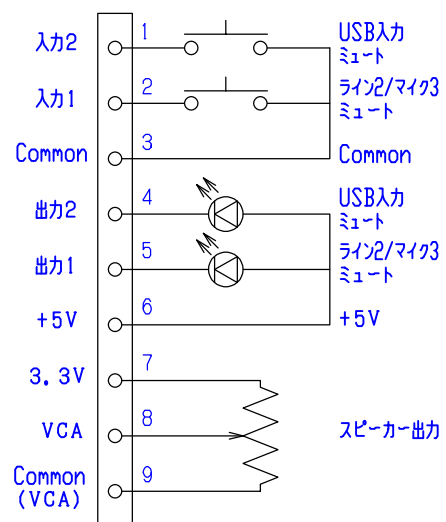 入力2 1 USB入力
ミュート
入力1 2 ライン2/マイク3
ミュート
Common 3 Common
出力2 4 USB入力
ミュート
出力1 5 ライン2/マイク3
ミュート
+5V 6 +5V
3.3V 7
VCA 8 スピーカー出力
Common 9
(VCA)